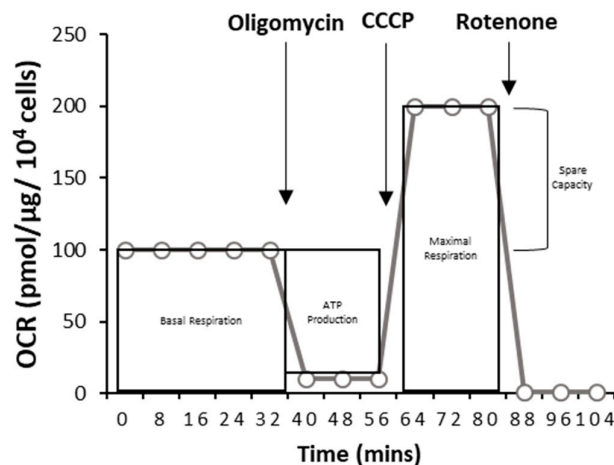 Oligomycin CCCP Rotenone
250
200
150
100
50
0
OCR (pmol/µg/ 10⁴ cells)
Basal Respiration
ATP
Production
Maximal
Respiration
Spare
Capacity
0 8 16 24 32 40 48 56 64 72 80 88 96 104
Time (mins)